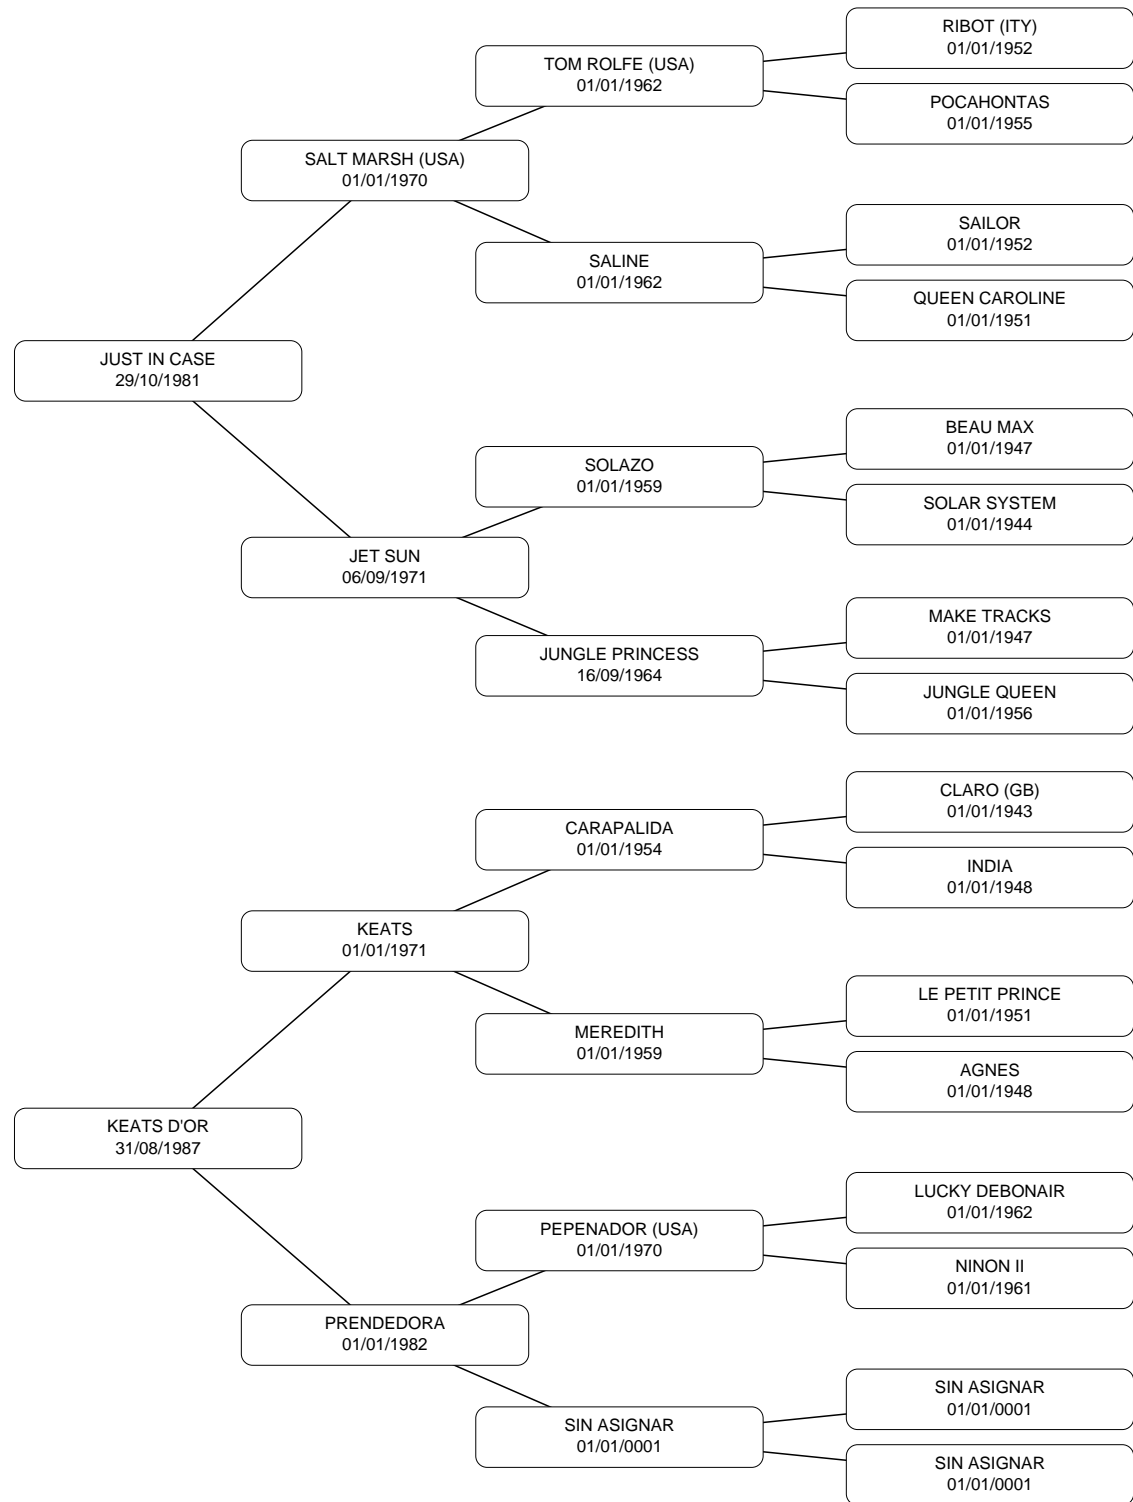 RIBOT (ITY)
01/01/1952
TOM ROLFE (USA)
01/01/1962
POCAHONTAS
01/01/1955
SALT MARSH (USA)
01/01/1970
SAILOR
01/01/1952
SALINE
01/01/1962
QUEEN CAROLINE
01/01/1951
JUST IN CASE
29/10/1981
BEAU MAX
01/01/1947
SOLAZO
01/01/1959
SOLAR SYSTEM
01/01/1944
JET SUN
06/09/1971
MAKE TRACKS
01/01/1947
JUNGLE PRINCESS
16/09/1964
JUNGLE QUEEN
01/01/1956
CLARO (GB)
01/01/1943
CARAPALIDA
01/01/1954
INDIA
01/01/1948
KEATS
01/01/1971
LE PETIT PRINCE
01/01/1951
MEREDITH
01/01/1959
AGNES
01/01/1948
KEATS D'OR
31/08/1987
LUCKY DEBONAIR
01/01/1962
PEPENADOR (USA)
01/01/1970
NINON II
01/01/1961
PRENDEDORA
01/01/1982
SIN ASIGNAR
01/01/0001
SIN ASIGNAR
01/01/0001
SIN ASIGNAR
01/01/0001